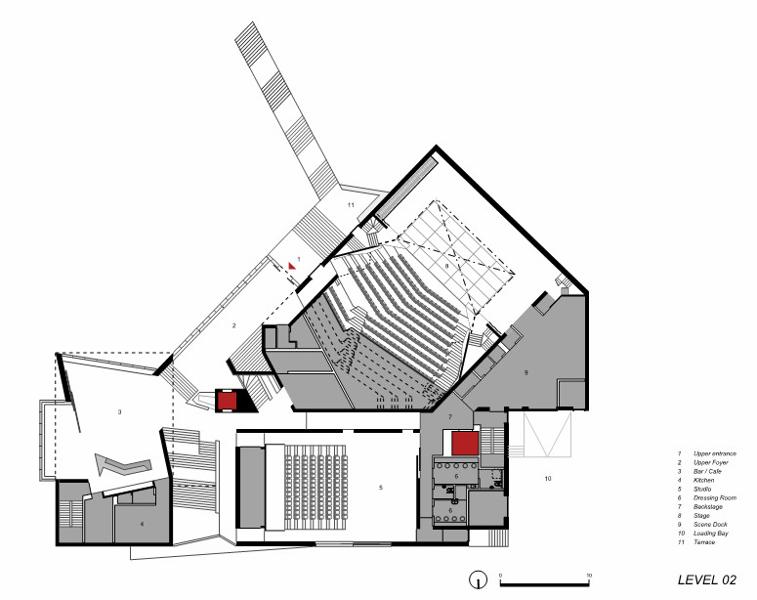 11
1
8
2
9
3
7
6
5
10
6
4
1 Upper entrance
2 Upper Foyer
3 Bar / Cafe
4 Kitchen
5 Studio
6 Dressing Room
7 Backstage
8 Stage
9 Scene Dock
10 Loading Bay
11 Terrace
0 10
LEVEL 02